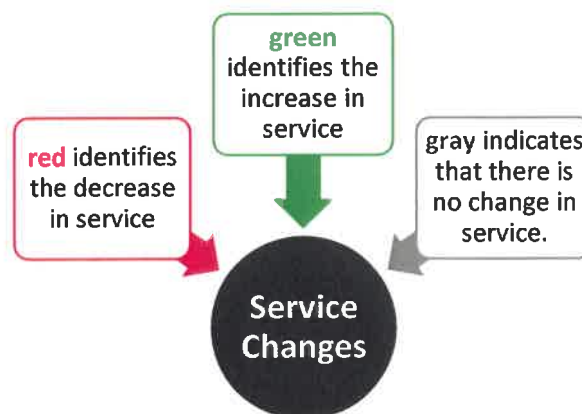 green
identifies the
increase in
service
red identifies
the decrease
in service
gray indicates
that there is
no change in
service.
Service
Changes